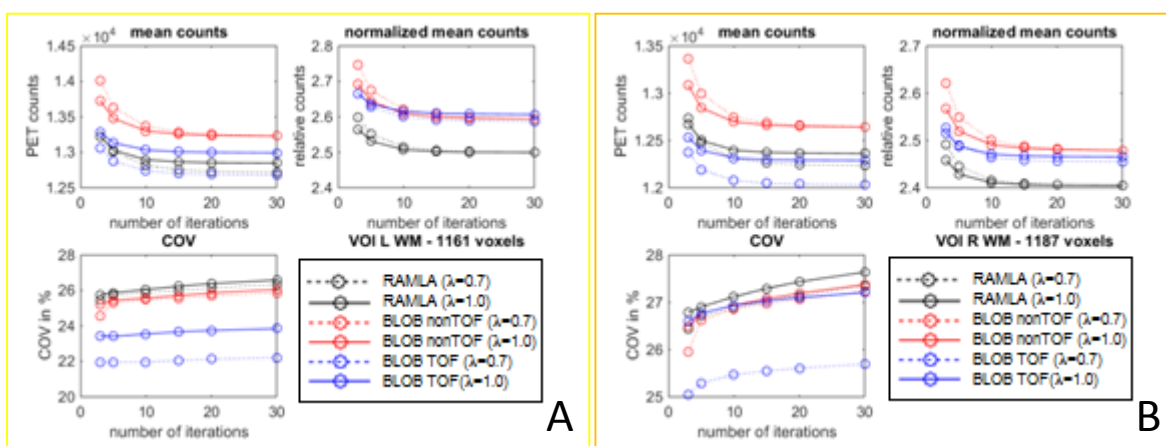 mean counts
1.45 ×10⁴
1.4
1.35
1.3
1.25
PET counts
0 10 20 30
number of iterations
normalized mean counts
2.8
2.7
2.6
2.5
2.4
relative counts
0 10 20 30
number of iterations
COV
28
26
24
22
20
COV in %
0 10 20 30
number of iterations
VOI L WM - 1161 voxels
RAMLA (λ=0.7)
RAMLA (λ=1.0)
BLOB nonTOF (λ=0.7)
BLOB nonTOF (λ=1.0)
BLOB TOF (λ=0.7)
BLOB TOF(λ=1.0)
A
mean counts
1.35 ×10⁴
1.3
1.25
1.2
PET counts
0 10 20 30
number of iterations
normalized mean counts
2.7
2.6
2.5
2.4
relative counts
0 10 20 30
number of iterations
COV
28
27
26
25
COV in %
0 10 20 30
number of iterations
VOI R WM - 1187 voxels
RAMLA (λ=0.7)
RAMLA (λ=1.0)
BLOB nonTOF (λ=0.7)
BLOB nonTOF (λ=1.0)
BLOB TOF (λ=0.7)
BLOB TOF(λ=1.0)
B